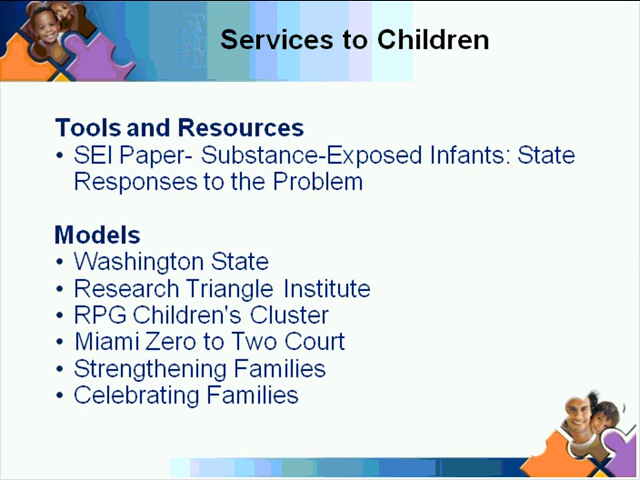 Services to Children
Tools and Resources
• SEI Paper- Substance-Exposed Infants: State
Responses to the Problem
Models
• Washington State
• Research Triangle Institute
• RPG Children's Cluster
• Miami Zero to Two Court
• Strengthening Families
• Celebrating Families